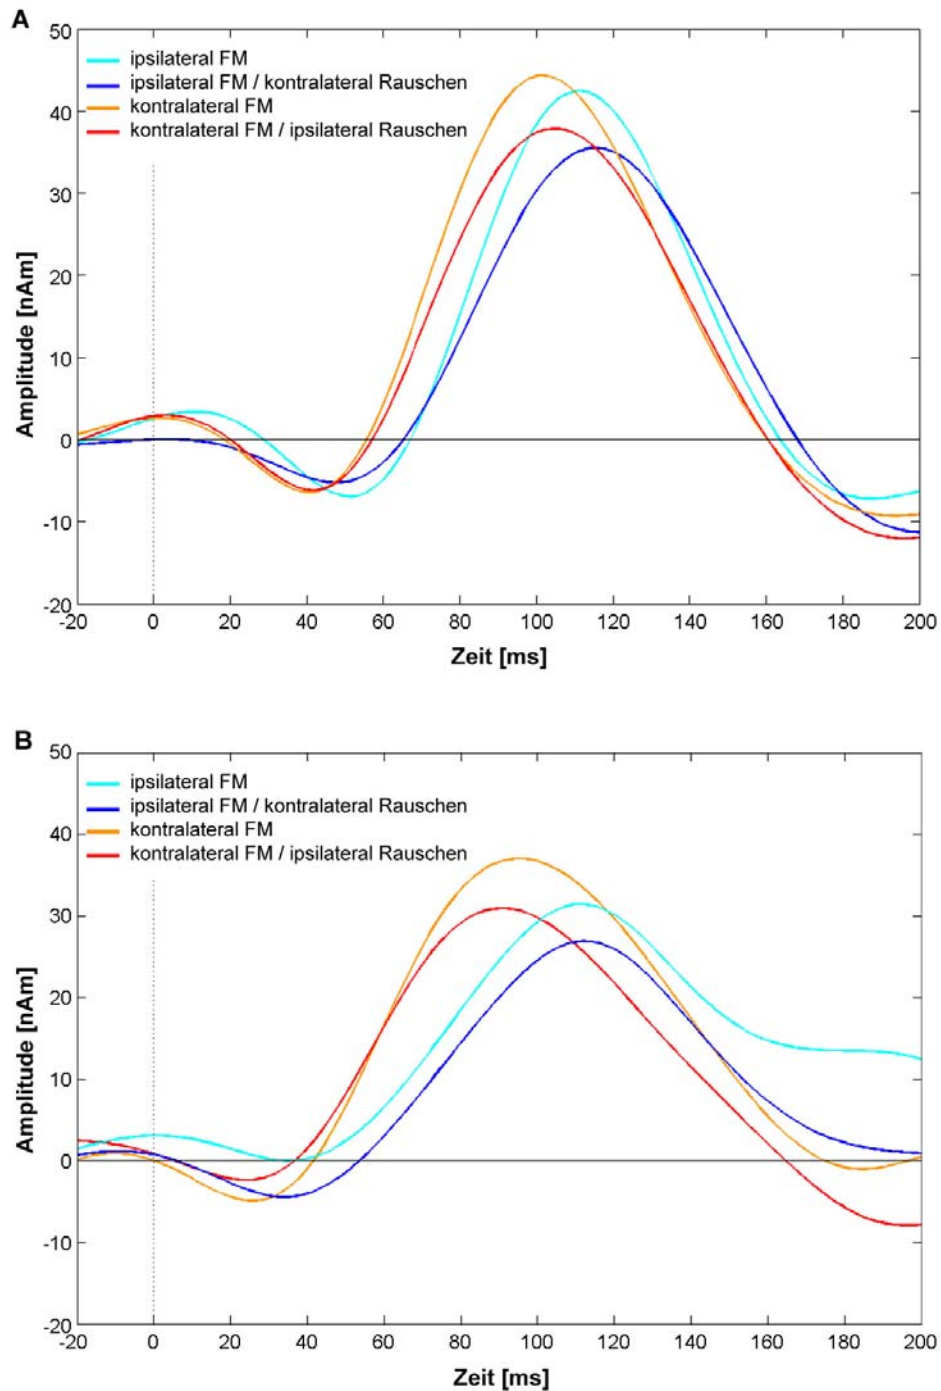 A
50
ipsilateral FM
ipsilateral FM / kontralateral Rauschen
kontralateral FM
kontralateral FM / ipsilateral Rauschen
40
30
20
10
0
-10
-20
Amplitude [nAm]
-20 0 20 40 60 80 100 120 140 160 180 200
Zeit [ms]
B
50
ipsilateral FM
ipsilateral FM / kontralateral Rauschen
kontralateral FM
kontralateral FM / ipsilateral Rauschen
40
30
20
10
0
-10
-20
Amplitude [nAm]
-20 0 20 40 60 80 100 120 140 160 180 200
Zeit [ms]